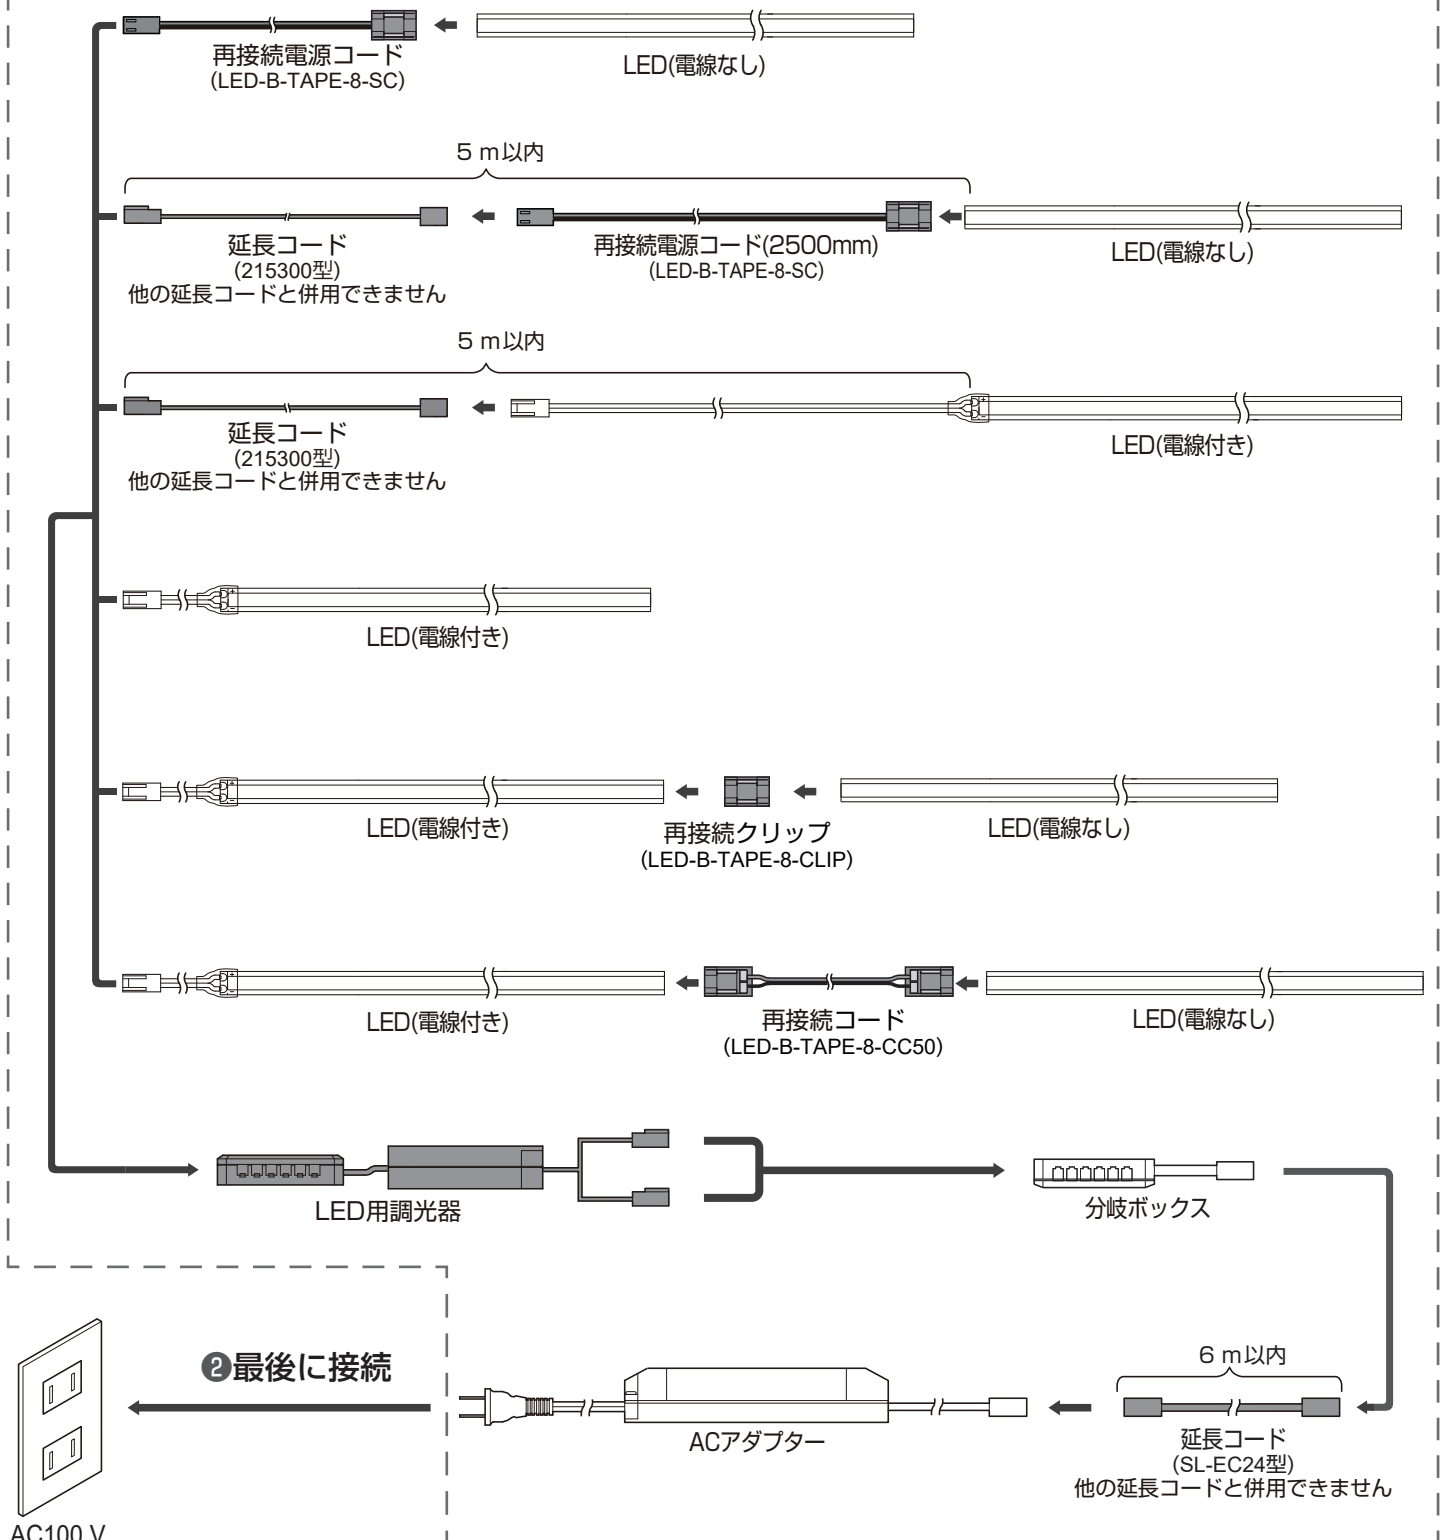 再接続電源コード
(LED-B-TAPE-8-SC)
LED(電線なし)
5 m以内
延長コード
(215300型)
他の延長コードと併用できません
再接続電源コード(2500mm)
(LED-B-TAPE-8-SC)
LED(電線なし)
5 m以内
延長コード
(215300型)
他の延長コードと併用できません
LED(電線付き)
LED(電線付き)
LED(電線付き)
再接続クリップ
(LED-B-TAPE-8-CLIP)
LED(電線なし)
LED(電線付き)
再接続コード
(LED-B-TAPE-8-CC50)
LED(電線なし)
LED用調光器
分岐ボックス
❷最後に接続
ACアダプター
6 m以内
延長コード
(SL-EC24型)
他の延長コードと併用できません
AC100 V